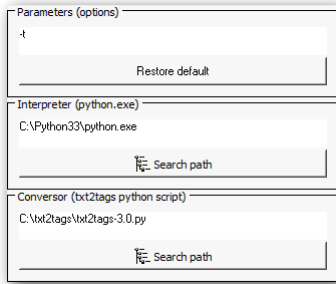 Parameters (options)
-t
Restore default
Interpreter (python.exe)
C:\Python33\python.exe
Search path
Conversor (txt2tags python script)
C:\txt2tags\txt2tags-3.0.py
Search path